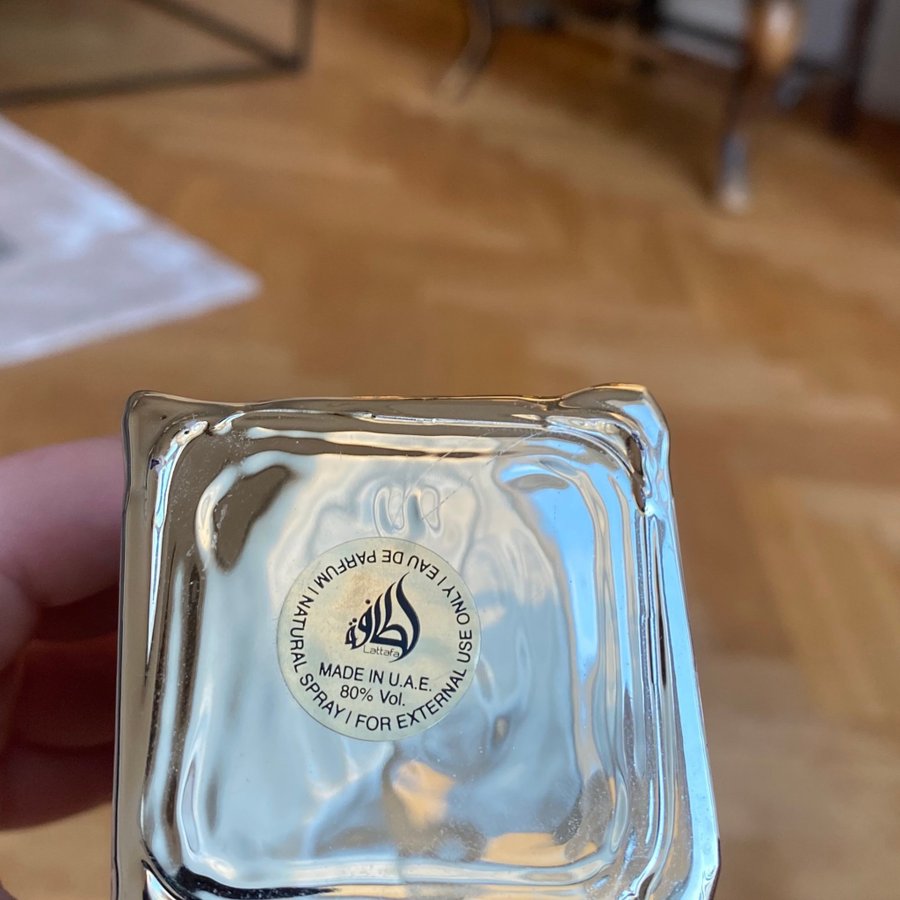 لطافة
Lattafa
MADE IN U.A.E.
80% Vol.
EAU DE PARFUM / NATURAL SPRAY / FOR EXTERNAL USE ONLY /